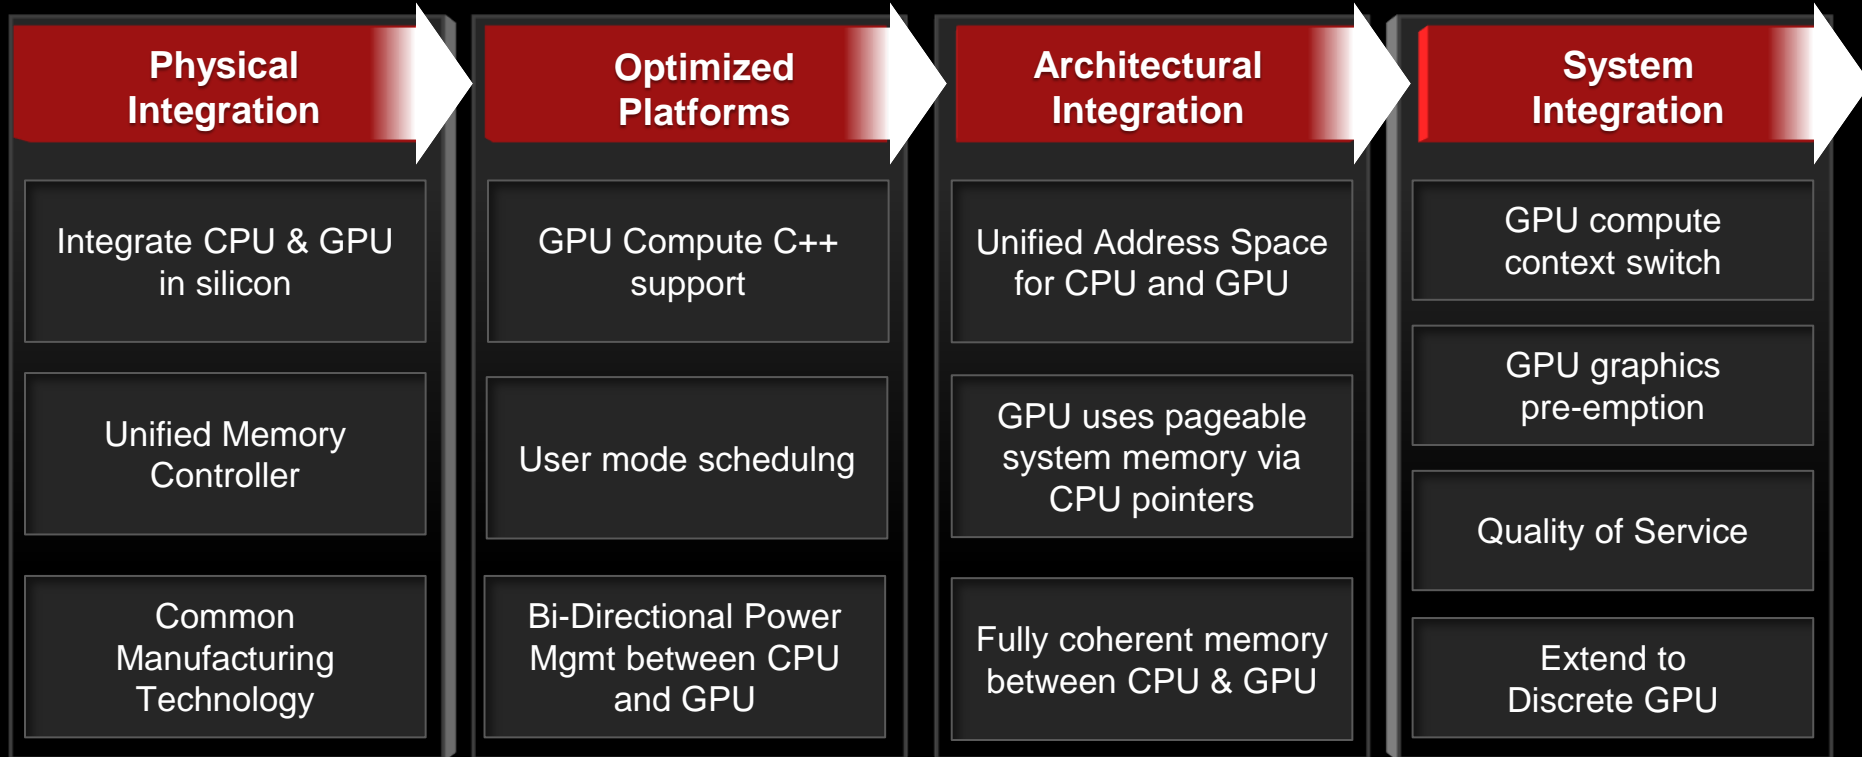 Physical
Integration
Integrate CPU & GPU
in silicon
Unified Memory
Controller
Common
Manufacturing
Technology
Optimized
Platforms
GPU Compute C++
support
User mode schedulng
Bi-Directional Power
Mgmt between CPU
and GPU
Architectural
Integration
Unified Address Space
for CPU and GPU
GPU uses pageable
system memory via
CPU pointers
Fully coherent memory
between CPU & GPU
System
Integration
GPU compute
context switch
GPU graphics
pre-emption
Quality of Service
Extend to
Discrete GPU